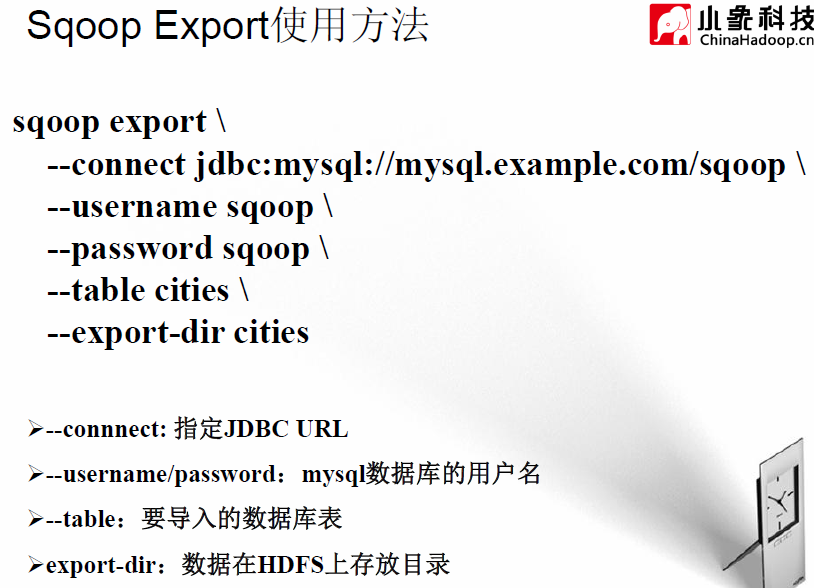 Sqoop Export使用方法
小象科技
ChinaHadoop.cn
sqoop export \
--connect jdbc:mysql://mysql.example.com/sqoop \
--username sqoop \
--password sqoop \
--table cities \
--export-dir cities
➢--connnect: 指定JDBC URL
➢--username/password：mysql数据库的用户名
➢--table：要导入的数据库表
➢export-dir：数据在HDFS上存放目录